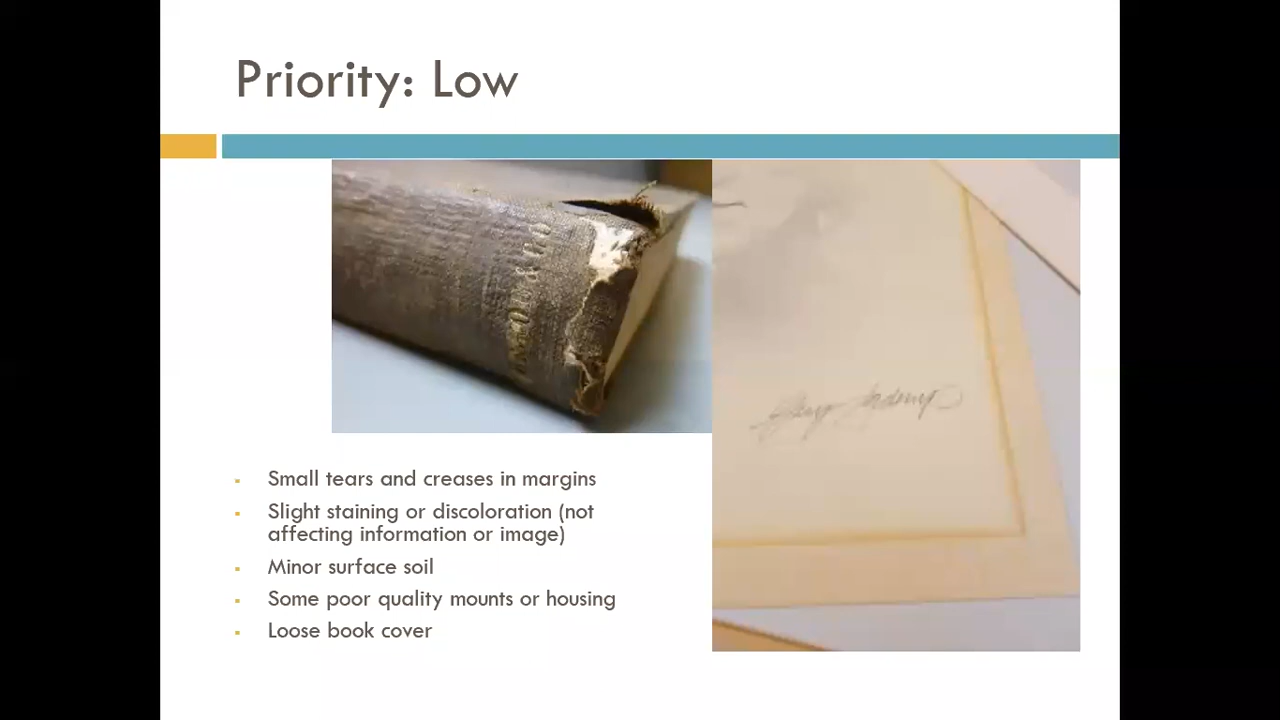 Priority: Low
Small tears and creases in margins
Slight staining or discoloration (not
affecting information or image)
Minor surface soil
Some poor quality mounts or housing
Loose book cover